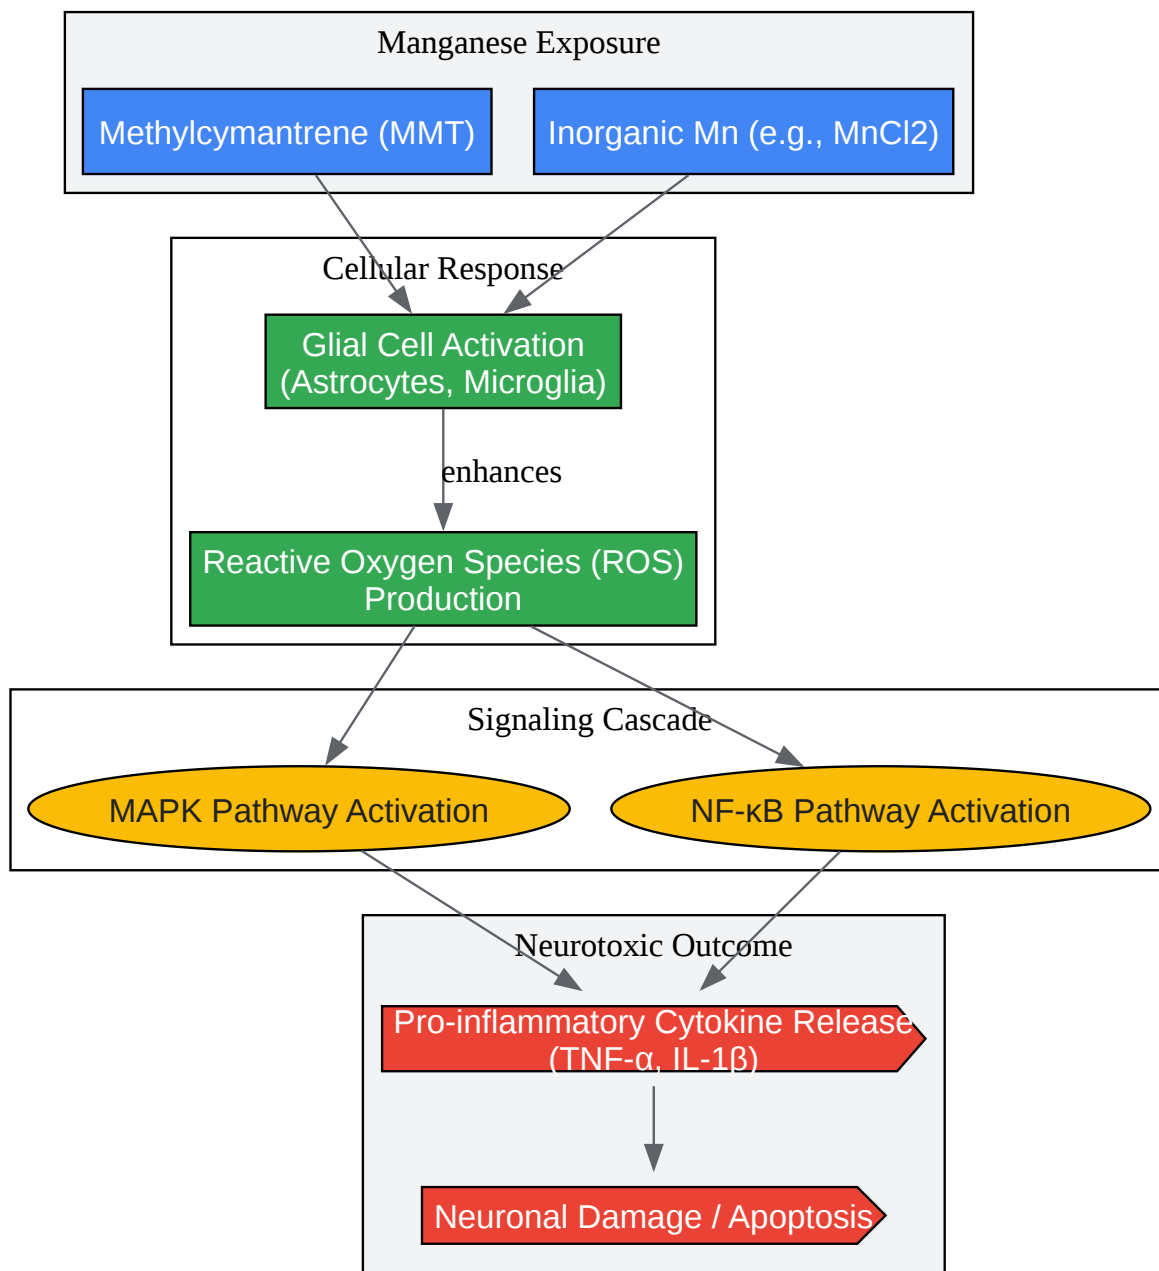 Manganese Exposure
Methylcymantrene (MMT)
Inorganic Mn (e.g., MnCl2)
Cellular Response
Glial Cell Activation
(Astrocytes, Microglia)
enhances
Reactive Oxygen Species (ROS)
Production
Signaling Cascade
MAPK Pathway Activation
NF-κB Pathway Activation
Neurotoxic Outcome
Pro-inflammatory Cytokine Release
(TNF-α, IL-1β)
Neuronal Damage / Apoptosis